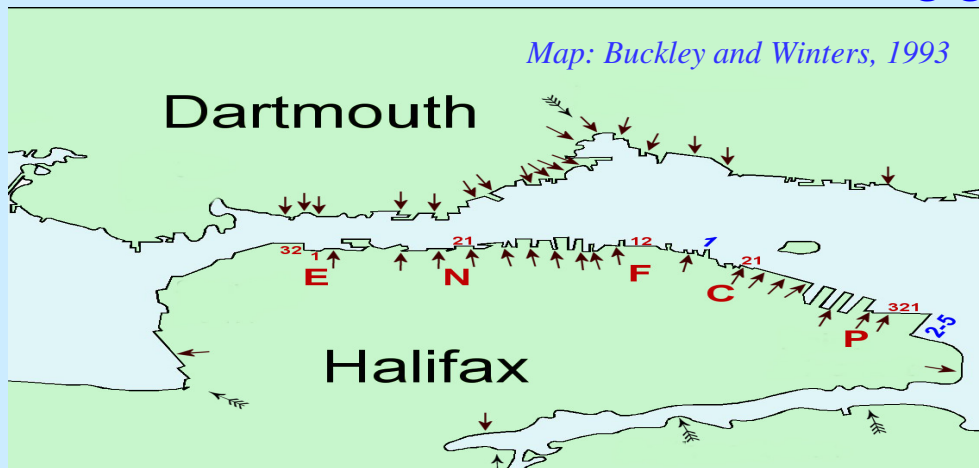 Map: Buckley and Winters, 1993
Dartmouth
32 1
E
21
N
12
F
1
21
C
321
P
2-5
Halifax